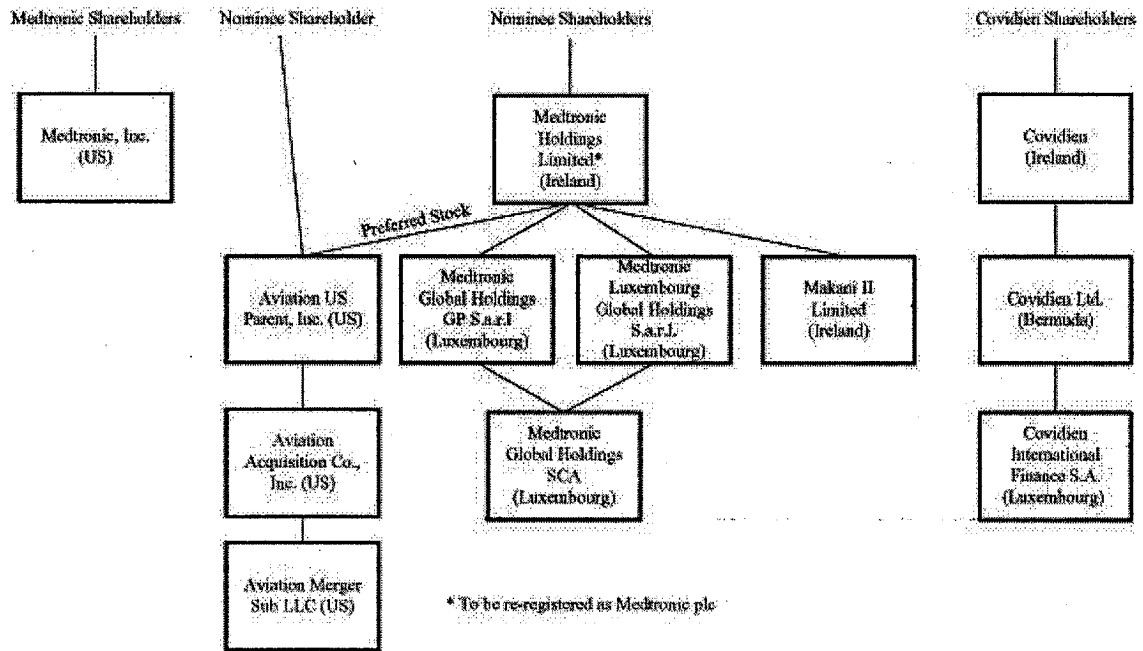 Medtronic Shareholders
Nominee Shareholder
Nominee Shareholders
Covidien Shareholders
Medtronic, Inc.
(US)
Medtronic
Holdings
Limited*
(Ireland)
Covidien
(Ireland)
Preferred Stock
Aviation US
Parent, Inc. (US)
Medtronic
Global Holdings
GP S.a.r.l
(Luxembourg)
Medtronic
Luxembourg
Global Holdings
S.a.r.l.
(Luxembourg)
Makani II
Limited
(Ireland)
Covidien Ltd.
(Bermuda)
Aviation
Acquisition Co.,
Inc. (US)
Medtronic
Global Holdings
SCA
(Luxembourg)
Covidien
International
Finance S.A.
(Luxembourg)
Aviation Merger
Sub LLC (US)
* To be re-registered as Medtronic plc